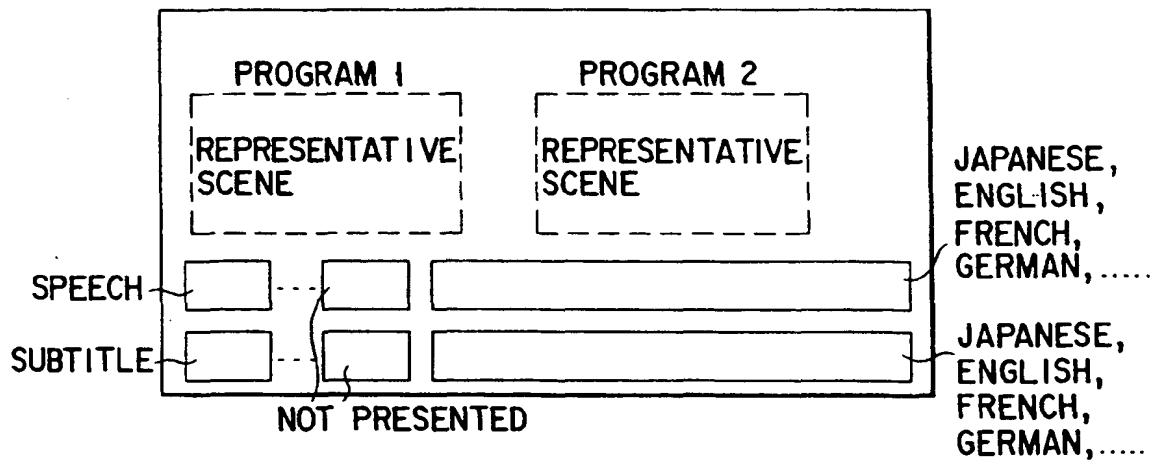 PROGRAM 1
PROGRAM 2
REPRESENTATIVE
SCENE
REPRESENTATIVE
SCENE
JAPANESE,
ENGLISH,
FRENCH,
GERMAN, .....
SPEECH
SUBTITLE
JAPANESE,
ENGLISH,
FRENCH,
GERMAN, .....
NOT PRESENTED